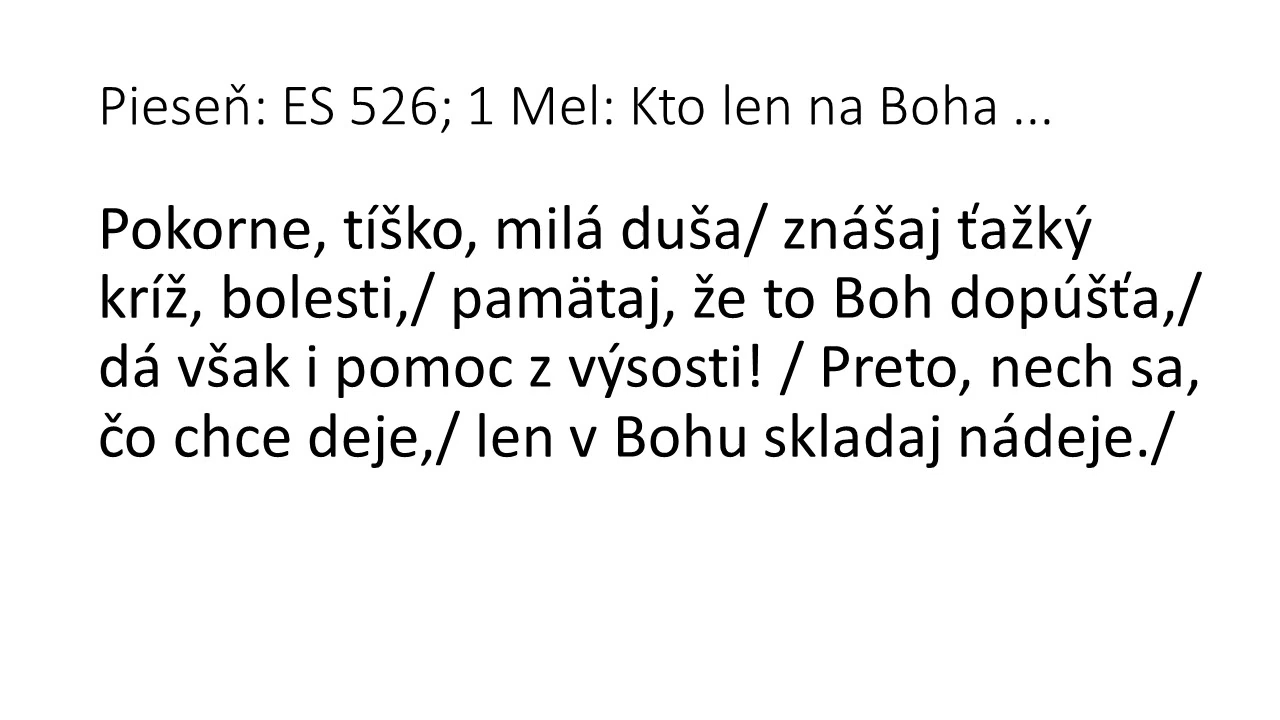 Pieseň: ES 526; 1 Mel: Kto len na Boha ...
Pokorne, tíško, milá duša/ znášaj ťažký
kríž, bolesti,/ pamätaj, že to Boh dopúšťa,/
dá však i pomoc z výsosti! / Preto, nech sa,
čo chce deje,/ len v Bohu skladaj nádeje./